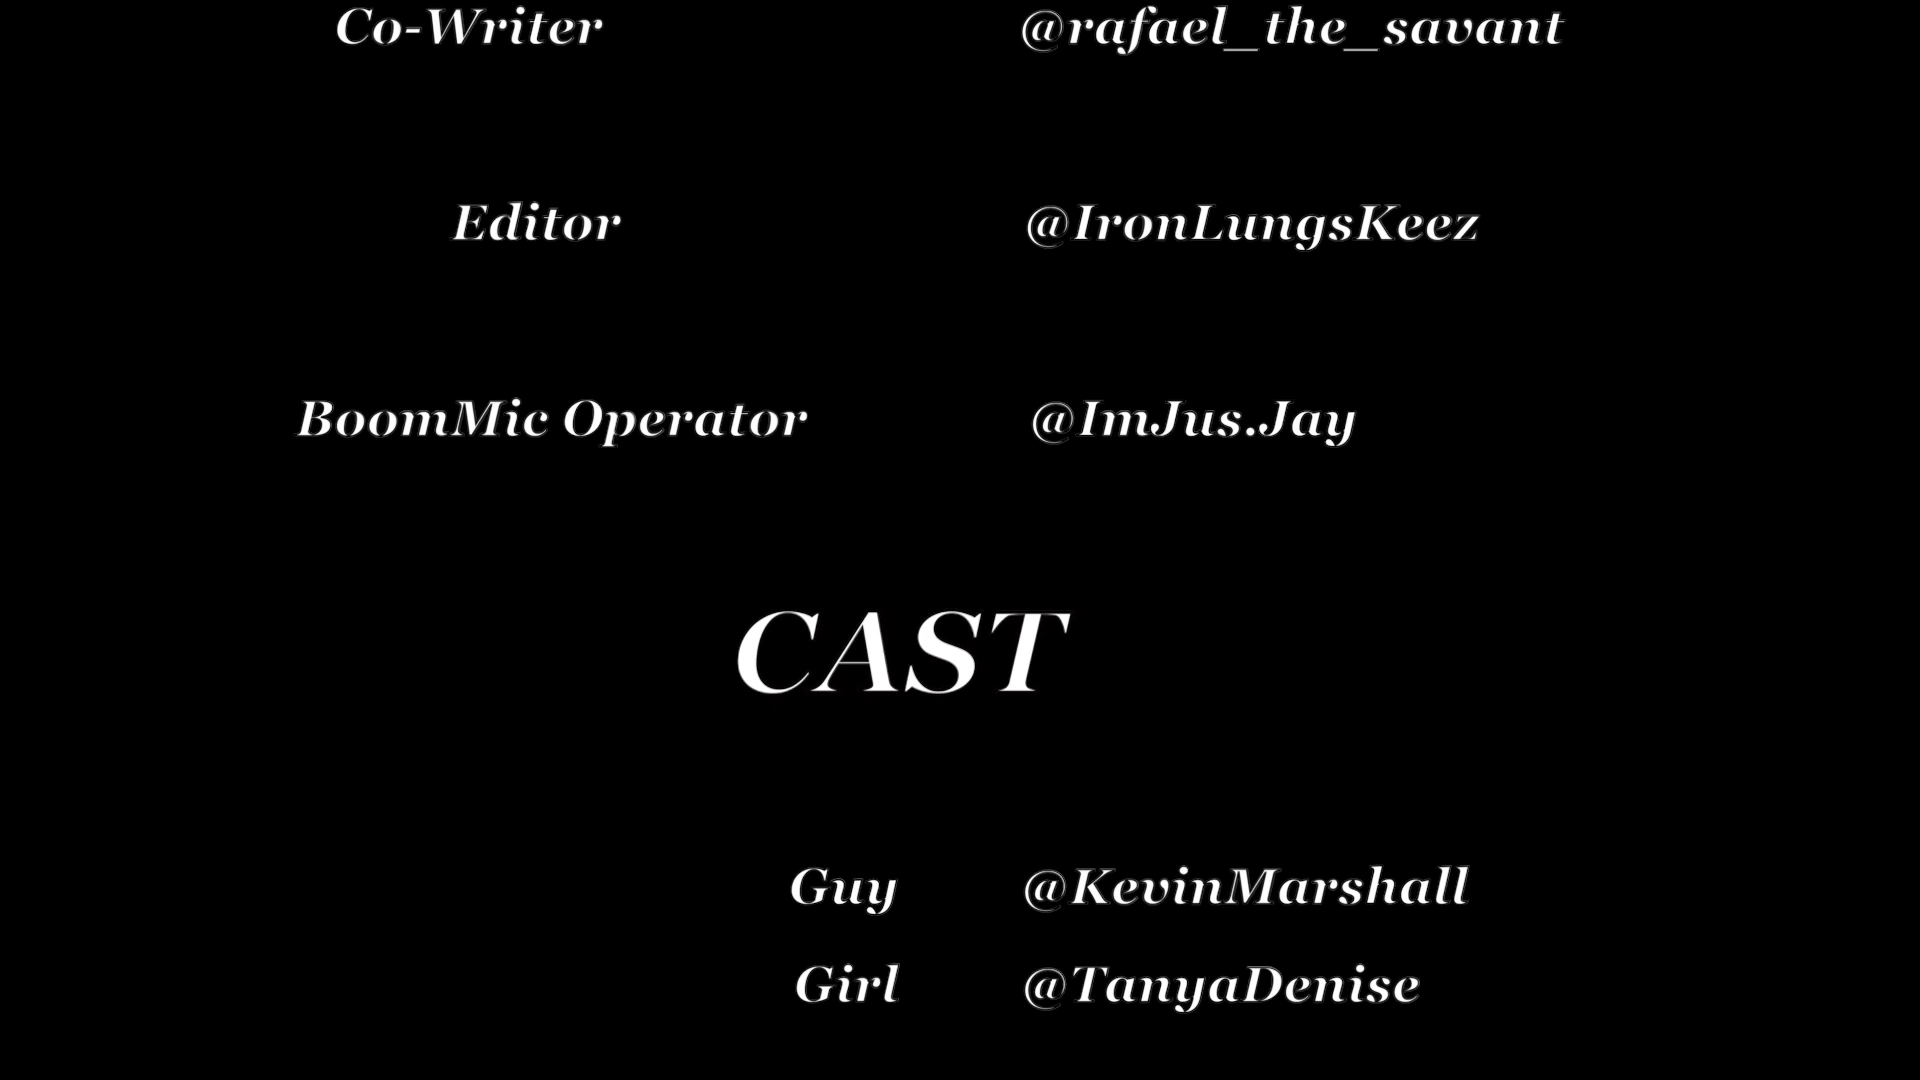 Co-Writer @rafael_the_savant
Editor @IronLungsKeez
BoomMic Operator @ImJus.Jay
CAST
Guy @KevinMarshall
Girl @TanyaDenise